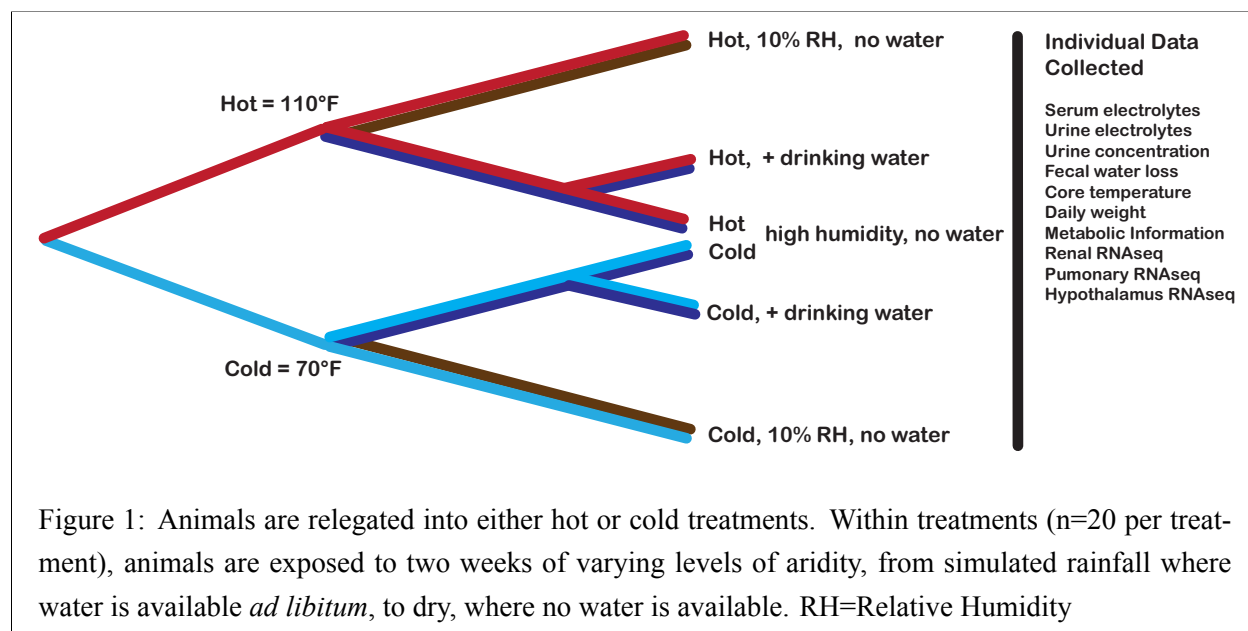 Hot, 10% RH, no water
Hot = 110°F
Hot, + drinking water
Hot
Cold
high humidity, no water
Cold, + drinking water
Cold = 70°F
Cold, 10% RH, no water
Individual Data
Collected
Serum electrolytes
Urine electrolytes
Urine concentration
Fecal water loss
Core temperature
Daily weight
Metabolic Information
Renal RNAseq
Pumonary RNAseq
Hypothalamus RNAseq
Figure 1: Animals are relegated into either hot or cold treatments. Within treatments (n=20 per treat-
ment), animals are exposed to two weeks of varying levels of aridity, from simulated rainfall where
water is available ad libitum, to dry, where no water is available. RH=Relative Humidity